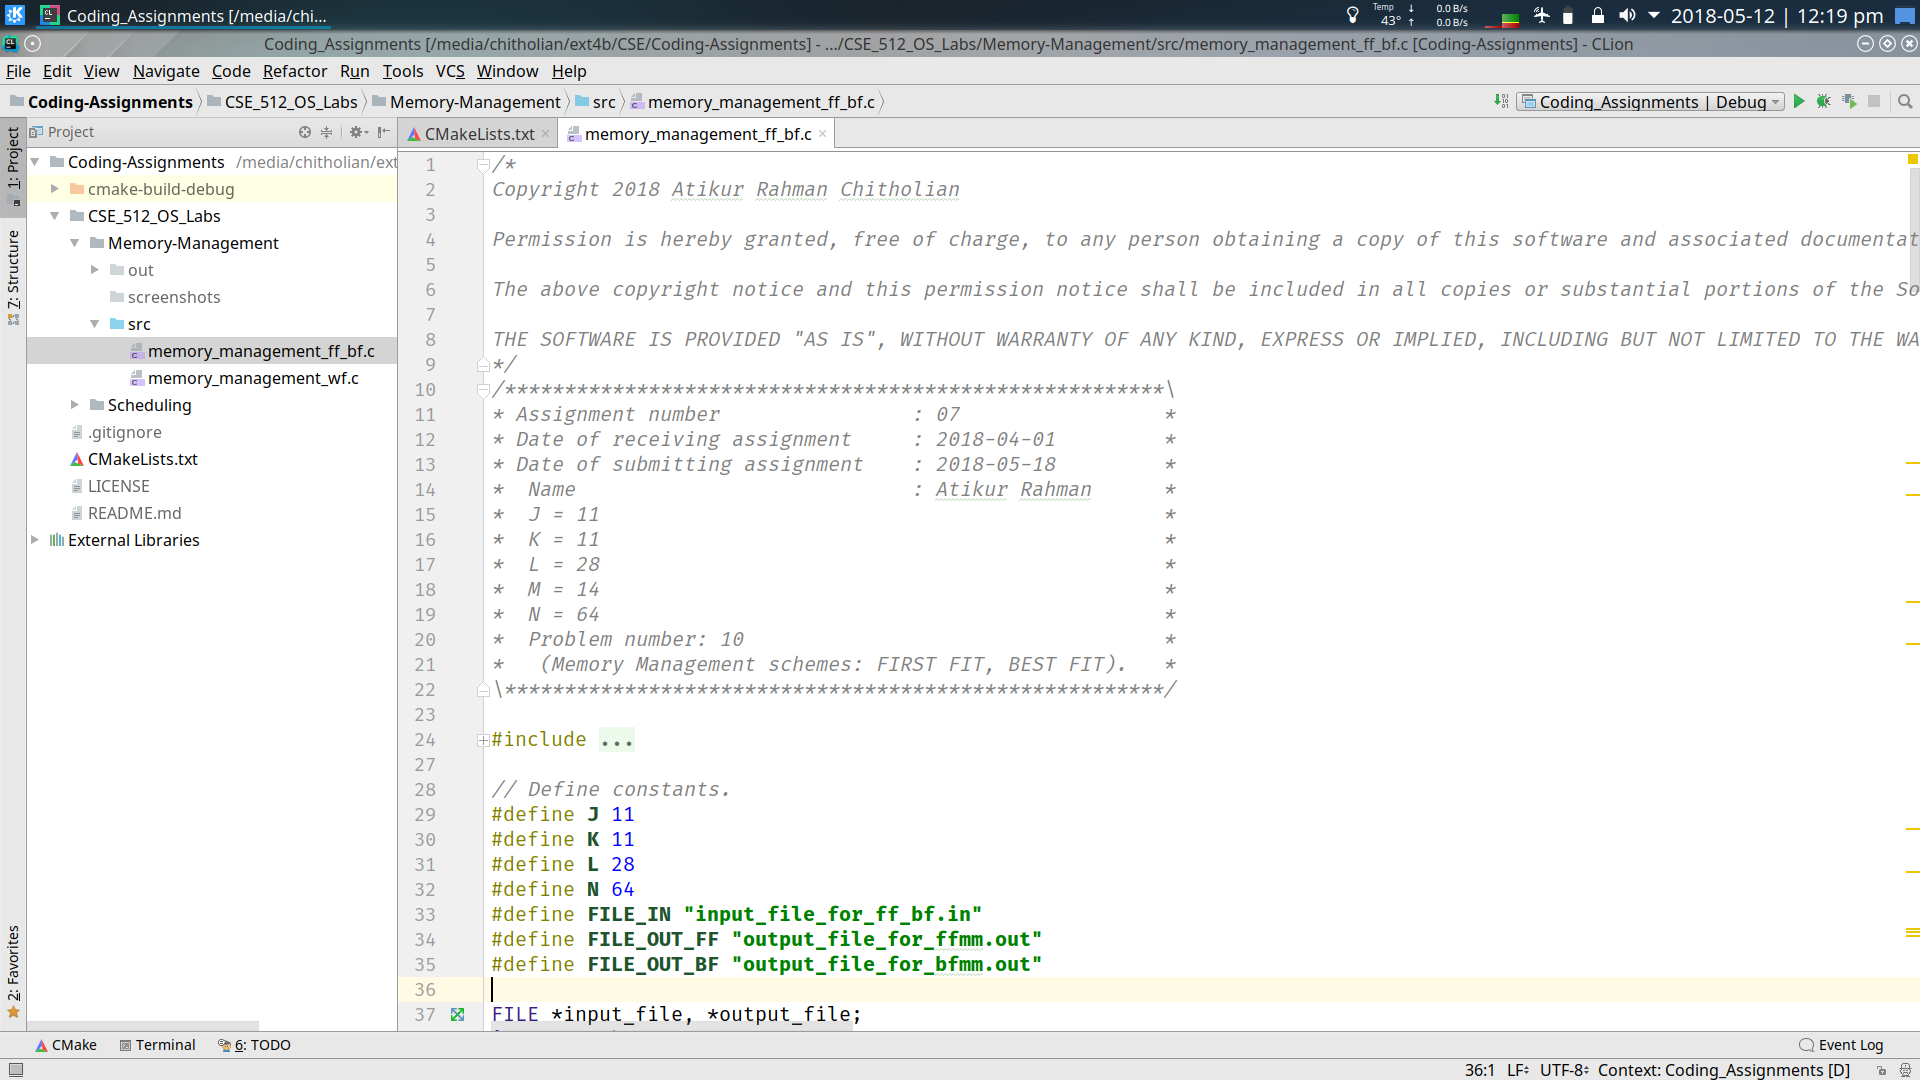 Coding_Assignments [/media/chi...
Temp
43°
↓
↑
0.0 B/s
0.0 B/s
2018-05-12 | 12:19 pm
Coding_Assignments [/media/chitholian/ext4b/CSE/Coding-Assignments] - .../CSE_512_OS_Labs/Memory-Management/src/memory_management_ff_bf.c [Coding-Assignments] - CLion
File Edit View Navigate Code Refactor Run Tools VCS Window Help
Coding-Assignments CSE_512_OS_Labs Memory-Management src memory_management_ff_bf.c
Coding_Assignments | Debug
1: Project
7: Structure
2: Favorites
Project
Coding-Assignments /media/chitholian/ext
cmake-build-debug
CSE_512_OS_Labs
Memory-Management
out
screenshots
src
memory_management_ff_bf.c
memory_management_wf.c
Scheduling
.gitignore
CMakeLists.txt
LICENSE
README.md
External Libraries
CMakeLists.txt memory_management_ff_bf.c
1 /*
2 Copyright 2018 Atikur Rahman Chitholian
3
4 Permission is hereby granted, free of charge, to any person obtaining a copy of this software and associated documentat
5
6 The above copyright notice and this permission notice shall be included in all copies or substantial portions of the So
7
8 THE SOFTWARE IS PROVIDED "AS IS", WITHOUT WARRANTY OF ANY KIND, EXPRESS OR IMPLIED, INCLUDING BUT NOT LIMITED TO THE WA
9 */
10 /*******************************************************\
11 * Assignment number : 07 *
12 * Date of receiving assignment : 2018-04-01 *
13 * Date of submitting assignment : 2018-05-18 *
14 * Name : Atikur Rahman *
15 * J = 11 *
16 * K = 11 *
17 * L = 28 *
18 * M = 14 *
19 * N = 64 *
20 * Problem number: 10 *
21 * (Memory Management schemes: FIRST FIT, BEST FIT). *
22 \*******************************************************/
23
24 #include ...
27
28 // Define constants.
29 #define J 11
30 #define K 11
31 #define L 28
32 #define N 64
33 #define FILE_IN "input_file_for_ff_bf.in"
34 #define FILE_OUT_FF "output_file_for_ffmm.out"
35 #define FILE_OUT_BF "output_file_for_bfmm.out"
36
37 FILE *input_file, *output_file;
CMake Terminal 6: TODO Event Log
36:1 LF UTF-8 Context: Coding_Assignments [D]